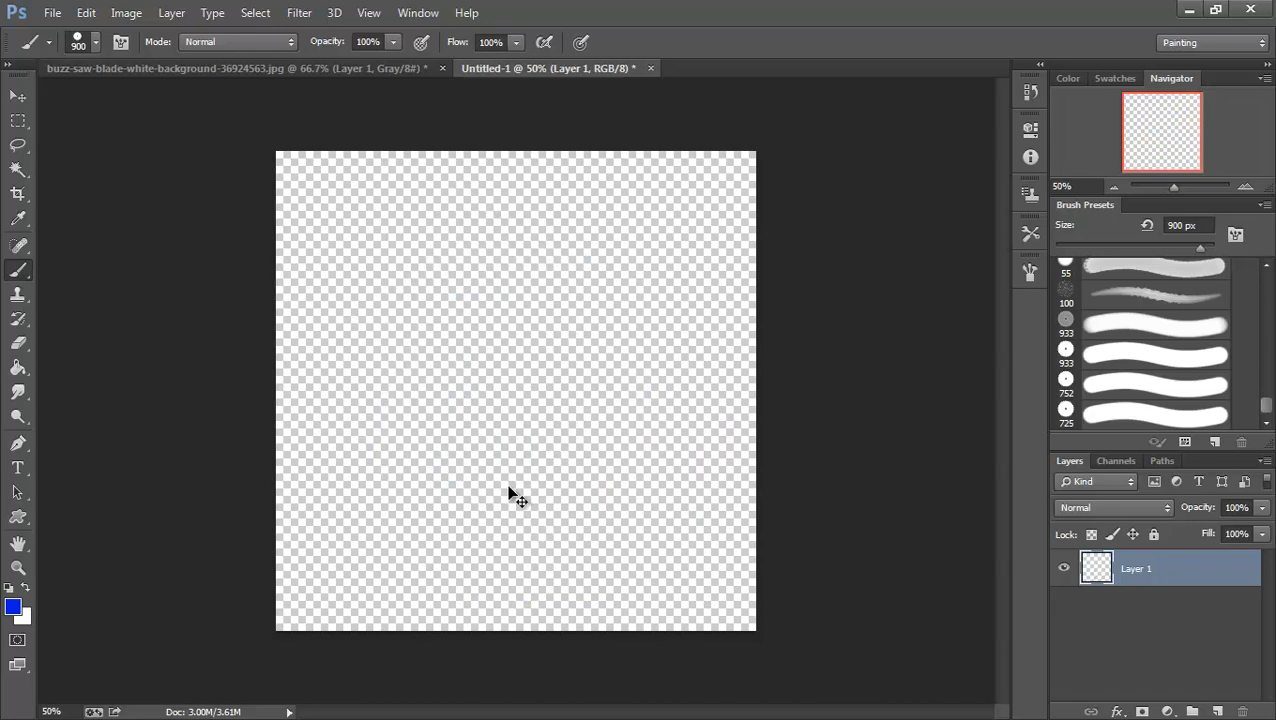 Ps File Edit Image Layer Type Select Filter 3D View Window Help
900 Mode: Normal Opacity: 100% Flow: 100% Painting
buzz-saw-blade-white-background-36924563.jpg @ 66.7% (Layer 1, Gray/8#) * Untitled-1 @ 50% (Layer 1, RGB/8) *
Color Swatches Navigator
50%
Brush Presets
Size: 900 px
55
100
933
933
752
725
Layers Channels Paths
Kind T
Normal Opacity: 100%
Lock: Fill: 100%
Layer 1
T
50% Doc: 3.00M/3.61M
fx